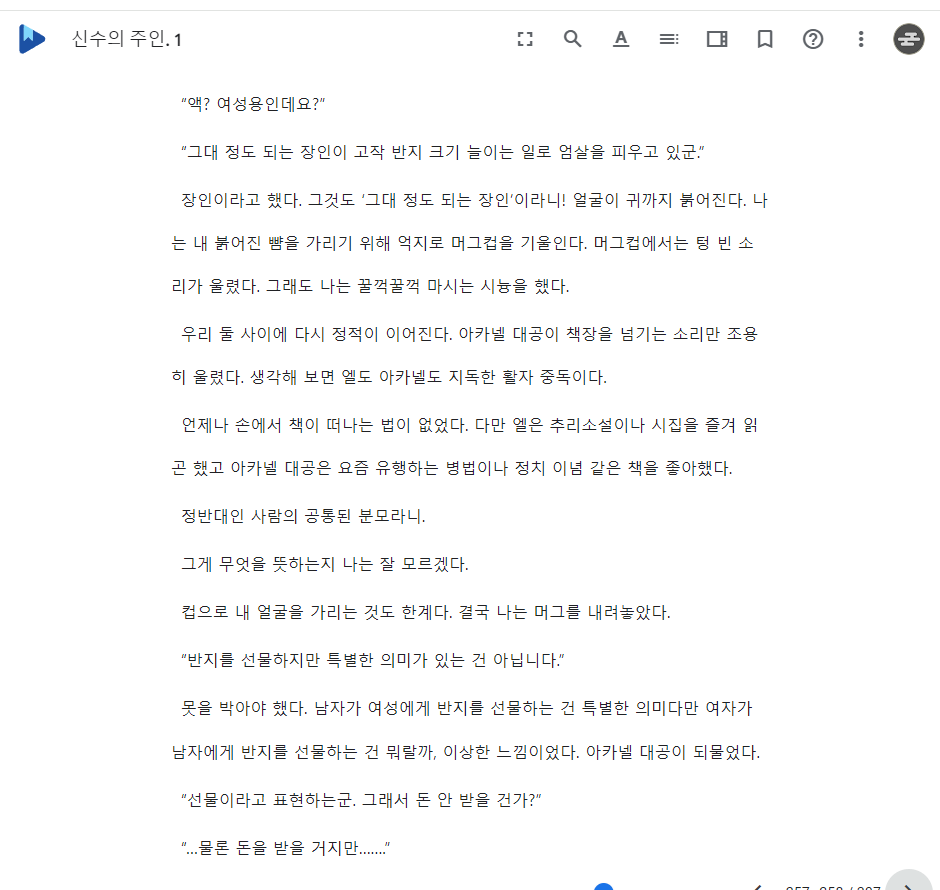 신수의 주인. 1
"액? 여성용인데요?"
"그대 정도 되는 장인이 고작 반지 크기 늘이는 일로 엄살을 피우고 있군."
장인이라고 했다. 그것도 '그대 정도 되는 장인'이라니! 얼굴이 귀까지 붉어진다. 나
는 내 붉어진 뺨을 가리기 위해 억지로 머그컵을 기울인다. 머그컵에서는 텅 빈 소
리가 울렸다. 그래도 나는 꿀꺽꿀꺽 마시는 시늉을 했다.
우리 둘 사이에 다시 정적이 이어진다. 아카넬 대공이 책장을 넘기는 소리만 조용
히 울렸다. 생각해 보면 엘도 아카넬도 지독한 활자 중독이다.
언제나 손에서 책이 떠나는 법이 없었다. 다만 엘은 추리소설이나 시집을 즐겨 읽
곤 했고 아카넬 대공은 요즘 유행하는 병법이나 정치 이념 같은 책을 좋아했다.
정반대인 사람의 공통된 분모라니.
그게 무엇을 뜻하는지 나는 잘 모르겠다.
컵으로 내 얼굴을 가리는 것도 한계다. 결국 나는 머그를 내려놓았다.
"반지를 선물하지만 특별한 의미가 있는 건 아닙니다."
못을 박아야 했다. 남자가 여성에게 반지를 선물하는 건 특별한 의미다만 여자가
남자에게 반지를 선물하는 건 뭐랄까, 이상한 느낌이었다. 아카넬 대공이 되물었다.
"선물이라고 표현하는군. 그래서 돈 안 받을 건가?"
"...물론 돈을 받을 거지만......."